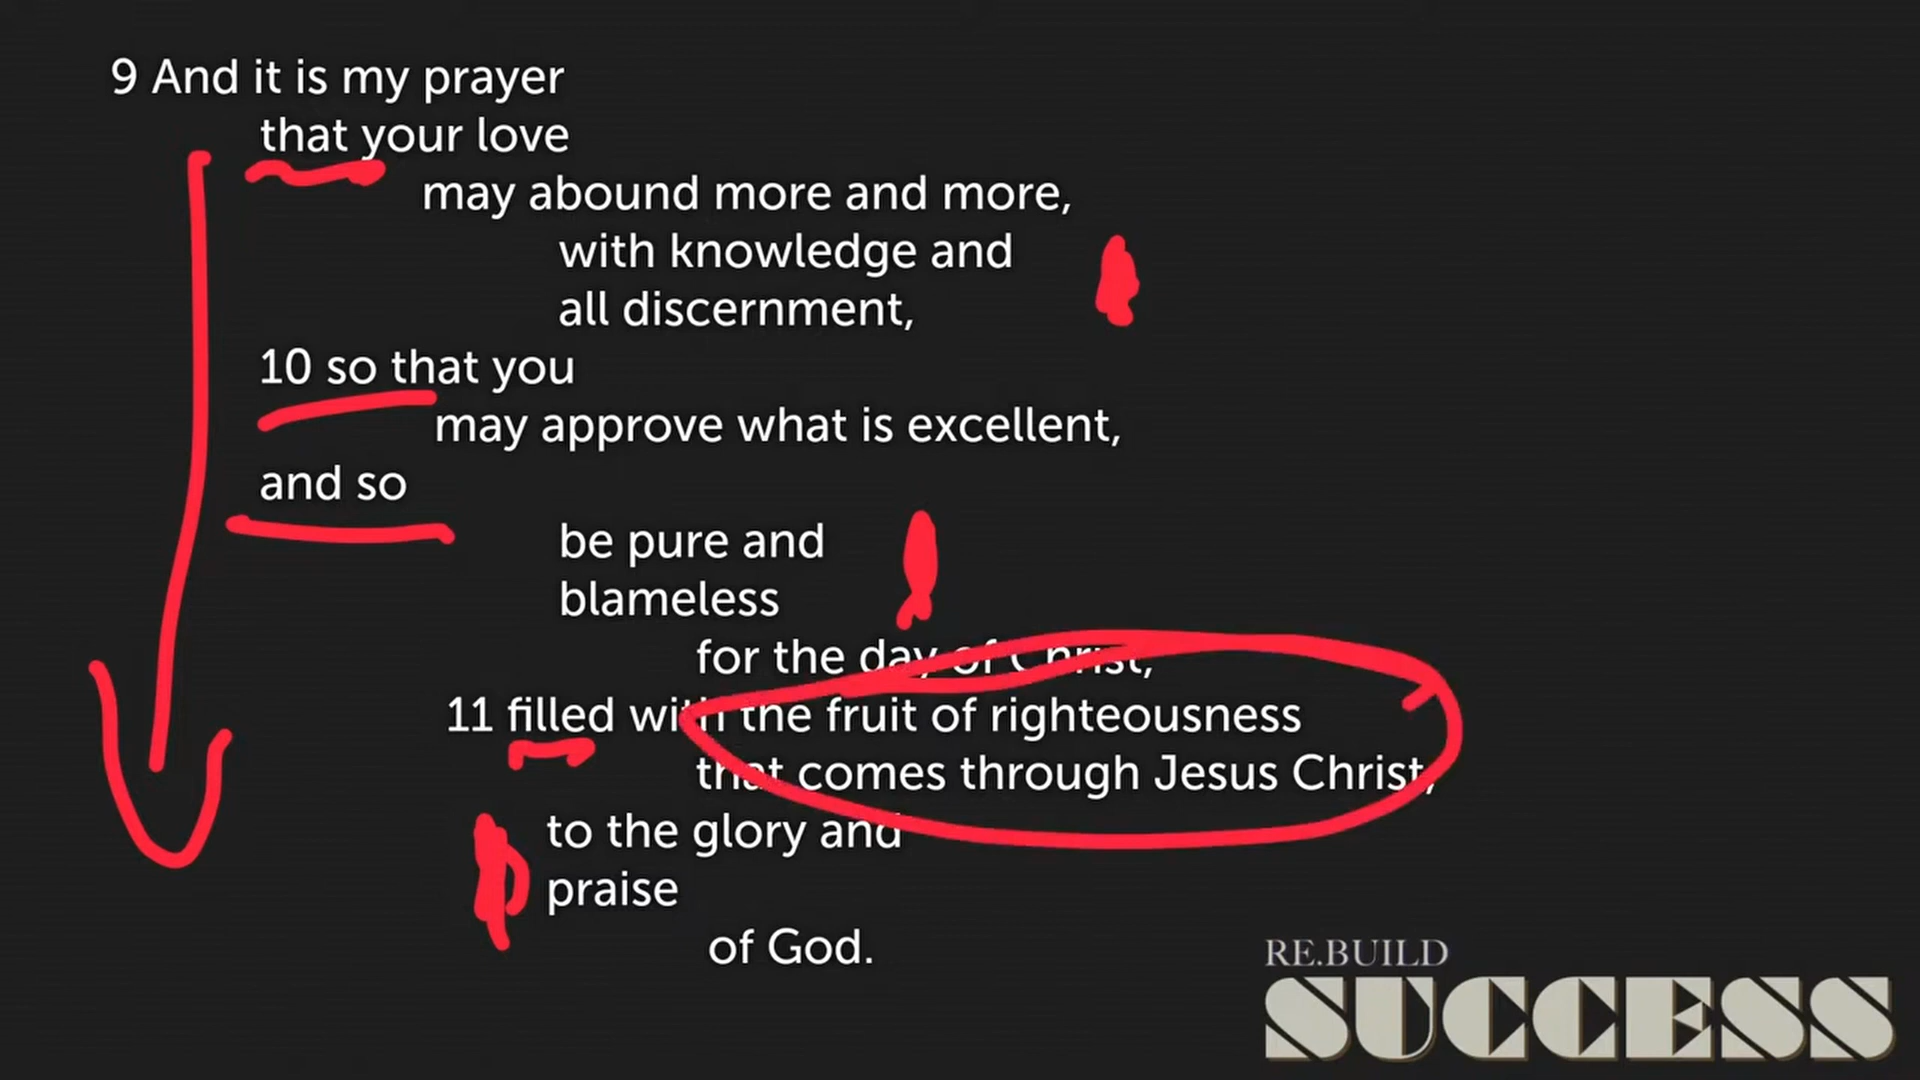 9 And it is my prayer
that your love
may abound more and more,
with knowledge and
all discernment,
10 so that you
may approve what is excellent,
and so
be pure and
blameless
for the day of Christ,
11 filled with the fruit of righteousness
that comes through Jesus Christ,
to the glory and
praise
of God.
RE.BUILD
SUCCESS